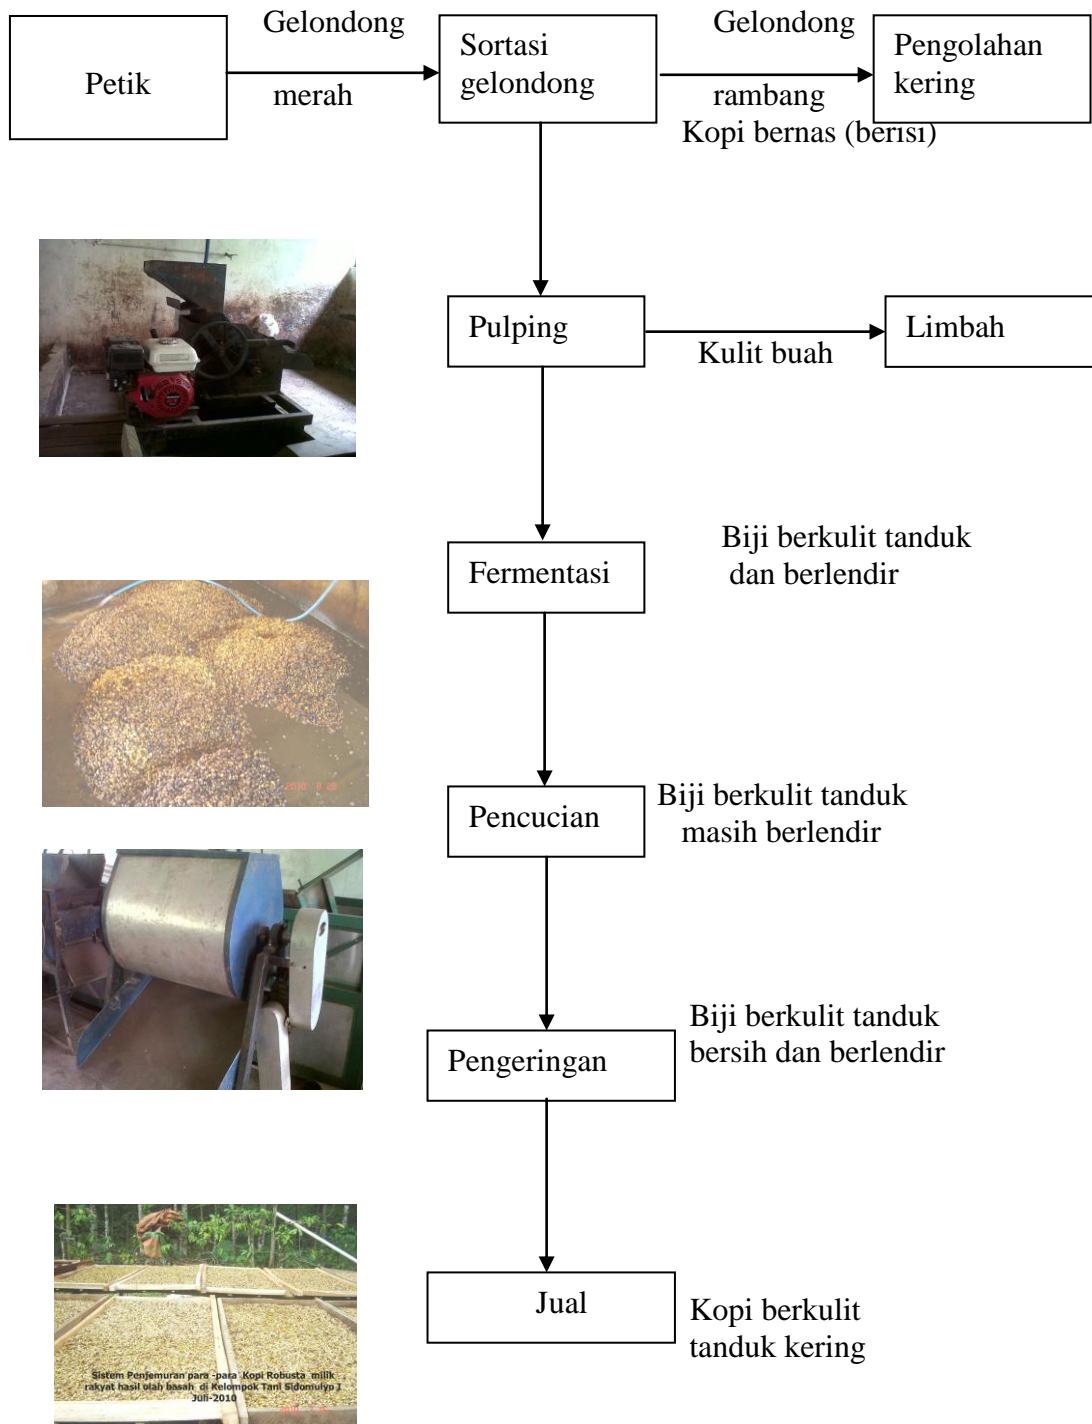 Petik
Gelondong
merah
Sortasi
gelondong
Gelondong
rambang
Kopi bernas (berisi)
Pengolahan
kering
Pulping
Kulit buah
Limbah
Fermentasi
Biji berkulit tanduk
dan berlendir
Pencucian
Biji berkulit tanduk
masih berlendir
Pengeringan
Biji berkulit tanduk
bersih dan berlendir
Jual
Kopi berkulit
tanduk kering
Sistem Penjemuran para -para Kopi Robusta milik
rakyat hasil olah basah di Kelompok Tani Sidomulyo I
Juli-2010